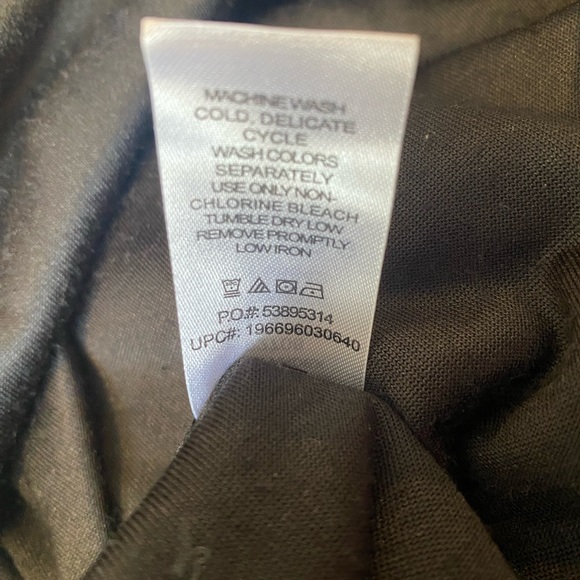 MACHINE WASH
COLD, DELICATE
CYCLE
WASH COLORS
SEPARATELY
USE ONLY NON-
CHLORINE BLEACH
TUMBLE DRY LOW
REMOVE PROMPTLY
LOW IRON
P.O.#: 53895314
UPC#: 196696030640